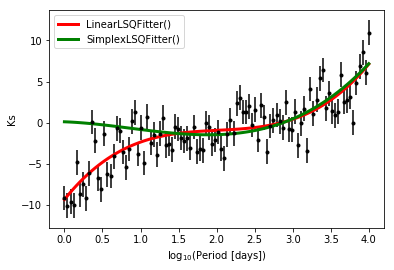 LinearLSQFitter()
SimplexLSQFitter()
10
5
0
−5
−10
Ks
0.0 0.5 1.0 1.5 2.0 2.5 3.0 3.5 4.0
log₁₀(Period [days])